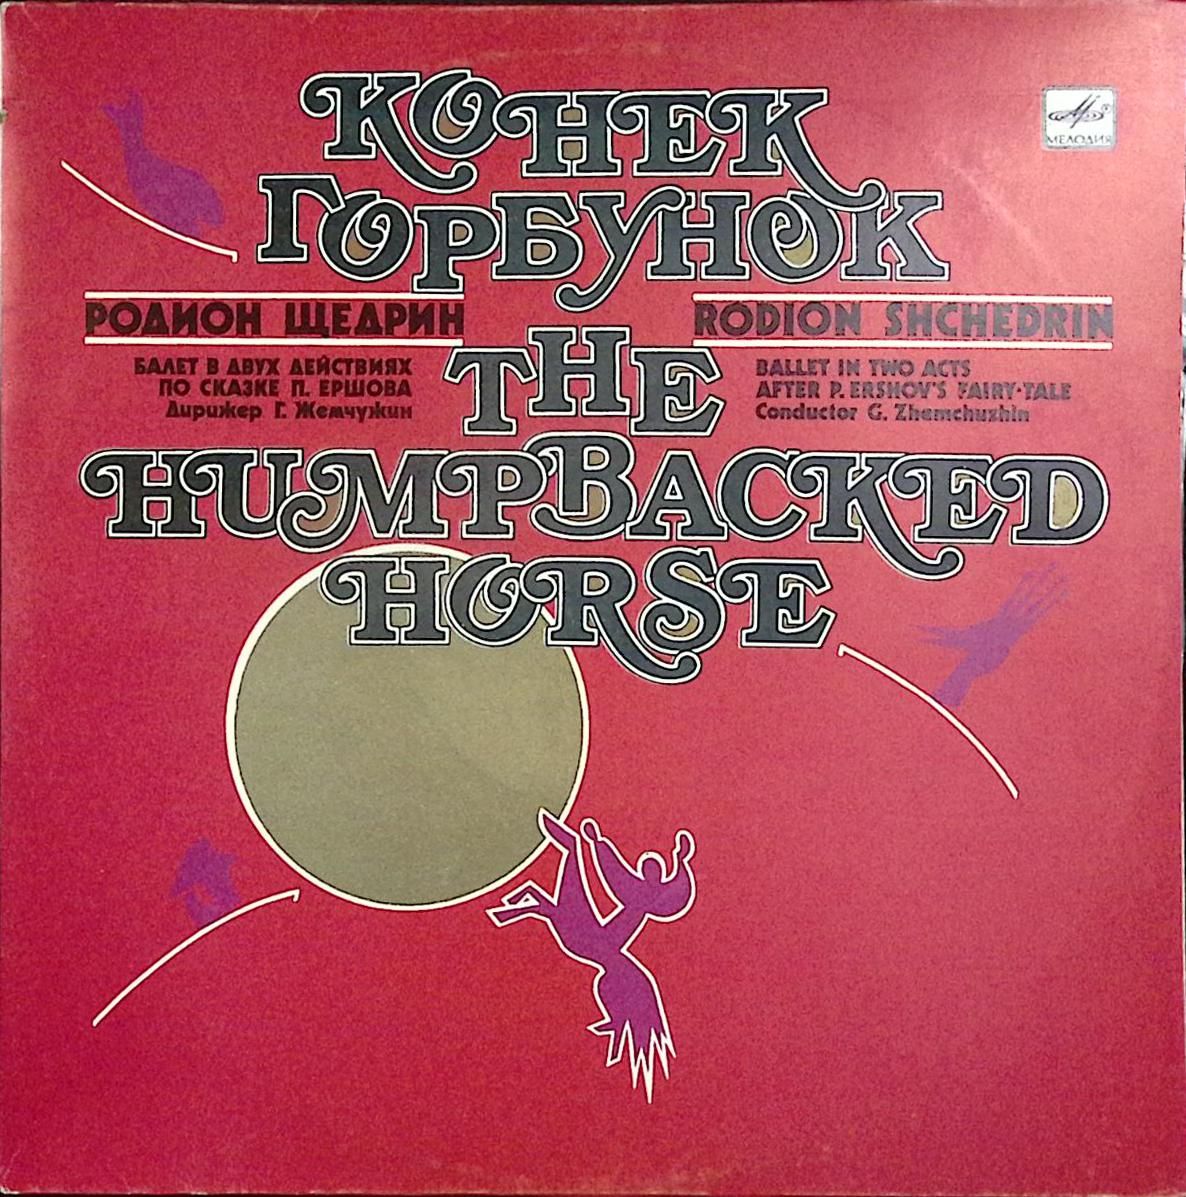 КОНЕК
ГОРБУНОК
МЕЛОДИЯ
РОДИОН ЩЕДРИН
БАЛЕТ В ДВУХ ДЕЙСТВИЯХ
ПО СКАЗКЕ П. ЕРШОВА
Дирижер Г. Жемчужин
RODION SHCHEDRIN
BALLET IN TWO ACTS
AFTER P. ERSHOV'S FAIRY-TALE
Conductor G. Zhemchuzhin
THE
HUMPBACKED
HORSE